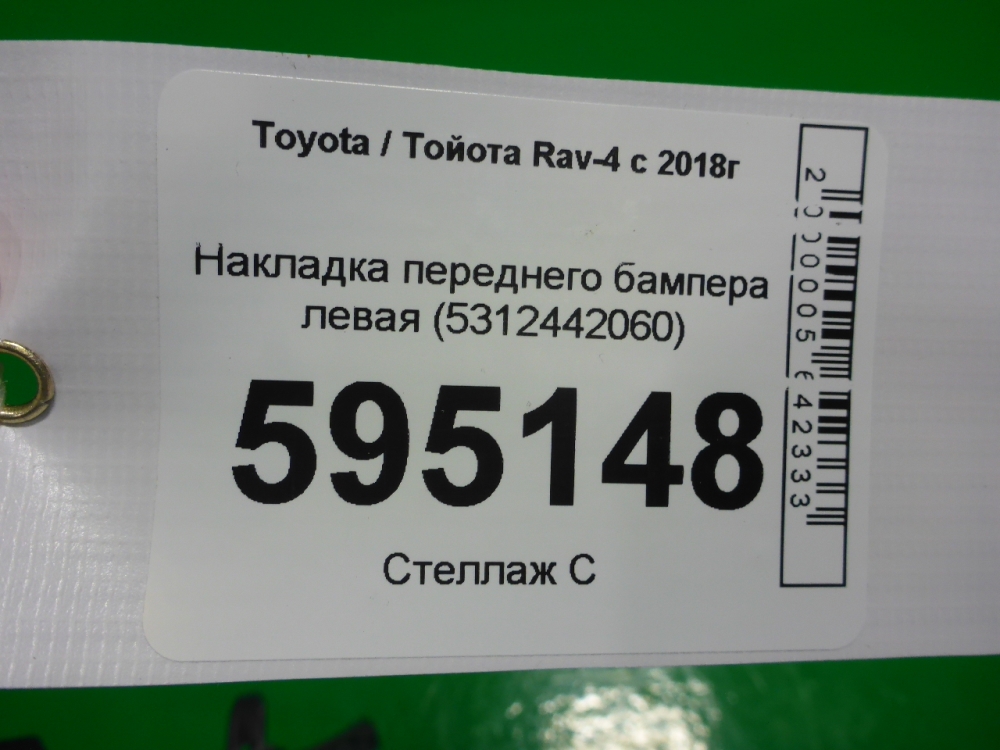 Toyota / Тойота Rav-4 с 2018г
Накладка переднего бампера
левая (5312442060)
595148
Стеллаж С
2000005642333